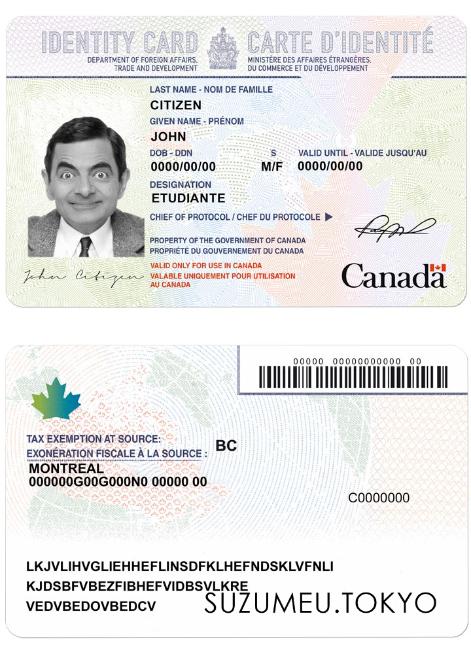 IDENTITY CARD CARTE D'IDENTITÉ
DEPARTMENT OF FOREIGN AFFAIRS, MINISTÈRE DES AFFAIRES ÉTRANGÈRES,
TRADE AND DEVELOPMENT DU COMMERCE ET DU DÉVELOPPEMENT
LAST NAME - NOM DE FAMILLE
CITIZEN
GIVEN NAME - PRÉNOM
JOHN
DOB - DDN S VALID UNTIL - VALIDE JUSQU'AU
0000/00/00 M/F 0000/00/00
DESIGNATION
ETUDIANTE
CHIEF OF PROTOCOL / CHEF DU PROTOCOLE
PROPERTY OF THE GOVERNMENT OF CANADA
PROPRIÉTÉ DU GOUVERNEMENT DU CANADA
VALID ONLY FOR USE IN CANADA
VALABLE UNIQUEMENT POUR UTILISATION
AU CANADA
John Citizen
Canada
00000 00000000000 00
TAX EXEMPTION AT SOURCE:
EXONÉRATION FISCALE À LA SOURCE :
BC
MONTREAL
000000G00G000N0 00000 00
C0000000
LKJVLIHVGLIEHHEFLINSDFKLHEFNDSKLVFNLI
KJDSBFVBEZFIBHEFVIDBSVLKRE
VEDVBEDOVBEDCV
SUZUMEU.TOKYO